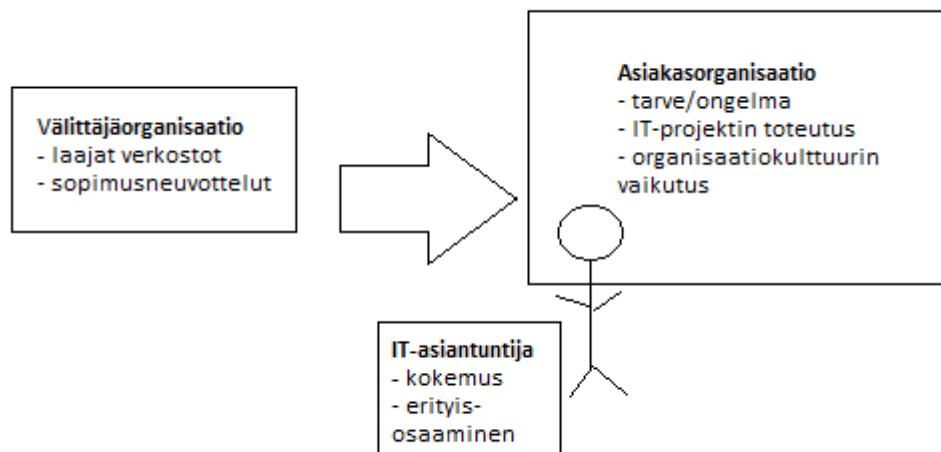 Välittäjäorganisaatio
- laajat verkostot
- sopimusneuvottelut
Asiakasorganisaatio
- tarve/ongelma
- IT-projektin toteutus
- organisaatiokulttuurin
vaikutus
IT-asiantuntija
- kokemus
- erityis-
osaaminen